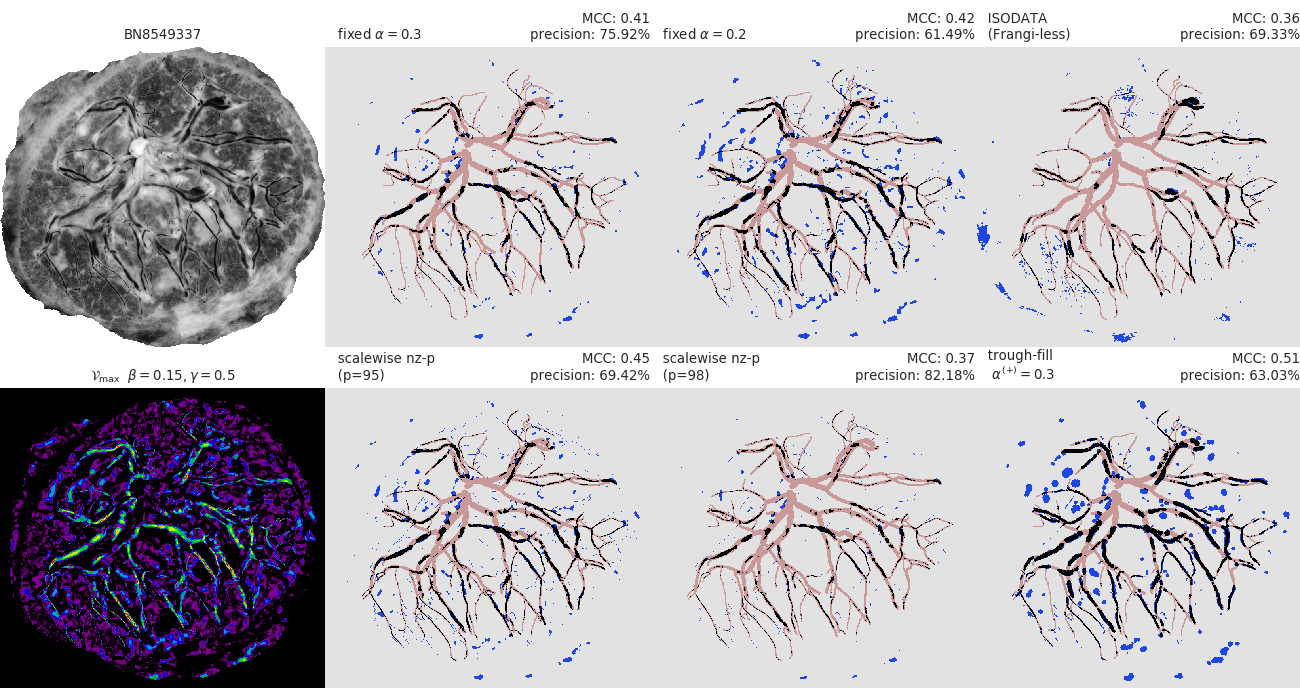 BN8549337
fixed α = 0.3
MCC: 0.41
precision: 75.92%
fixed α = 0.2
MCC: 0.42
precision: 61.49%
ISODATA
(Frangi-less)
MCC: 0.36
precision: 69.33%
𝒱max β = 0.15, γ = 0.5
scalewise nz-p
(p=95)
MCC: 0.45
precision: 69.42%
scalewise nz-p
(p=98)
MCC: 0.37
precision: 82.18%
trough-fill
α(+) = 0.3
MCC: 0.51
precision: 63.03%